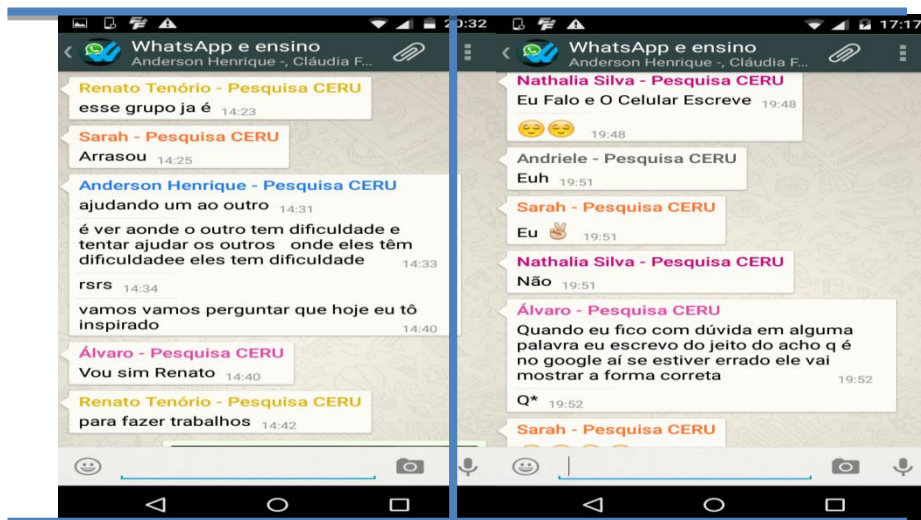 20:32
WhatsApp e ensino
Anderson Henrique -, Cláudia F...
Renato Tenório - Pesquisa CERU
esse grupo ja é 14:23
Sarah - Pesquisa CERU
Arrasou 14:25
Anderson Henrique - Pesquisa CERU
ajudando um ao outro 14:31
é ver aonde o outro tem dificuldade e
tentar ajudar os outros onde eles têm
dificuldadee eles tem dificuldade 14:33
rsrs 14:34
vamos vamos perguntar que hoje eu tô
inspirado 14:40
Álvaro - Pesquisa CERU
Vou sim Renato 14:40
Renato Tenório - Pesquisa CERU
para fazer trabalhos 14:42
17:17
WhatsApp e ensino
Anderson Henrique -, Cláudia F...
Nathalia Silva - Pesquisa CERU
Eu Falo e O Celular Escreve 19:48
19:48
Andriele - Pesquisa CERU
Euh 19:51
Sarah - Pesquisa CERU
Eu ✌ 19:51
Nathalia Silva - Pesquisa CERU
Não 19:51
Álvaro - Pesquisa CERU
Quando eu fico com dúvida em alguma
palavra eu escrevo do jeito do acho q é
no google aí se estiver errado ele vai
mostrar a forma correta 19:52
Q* 19:52
Sarah - Pesquisa CERU